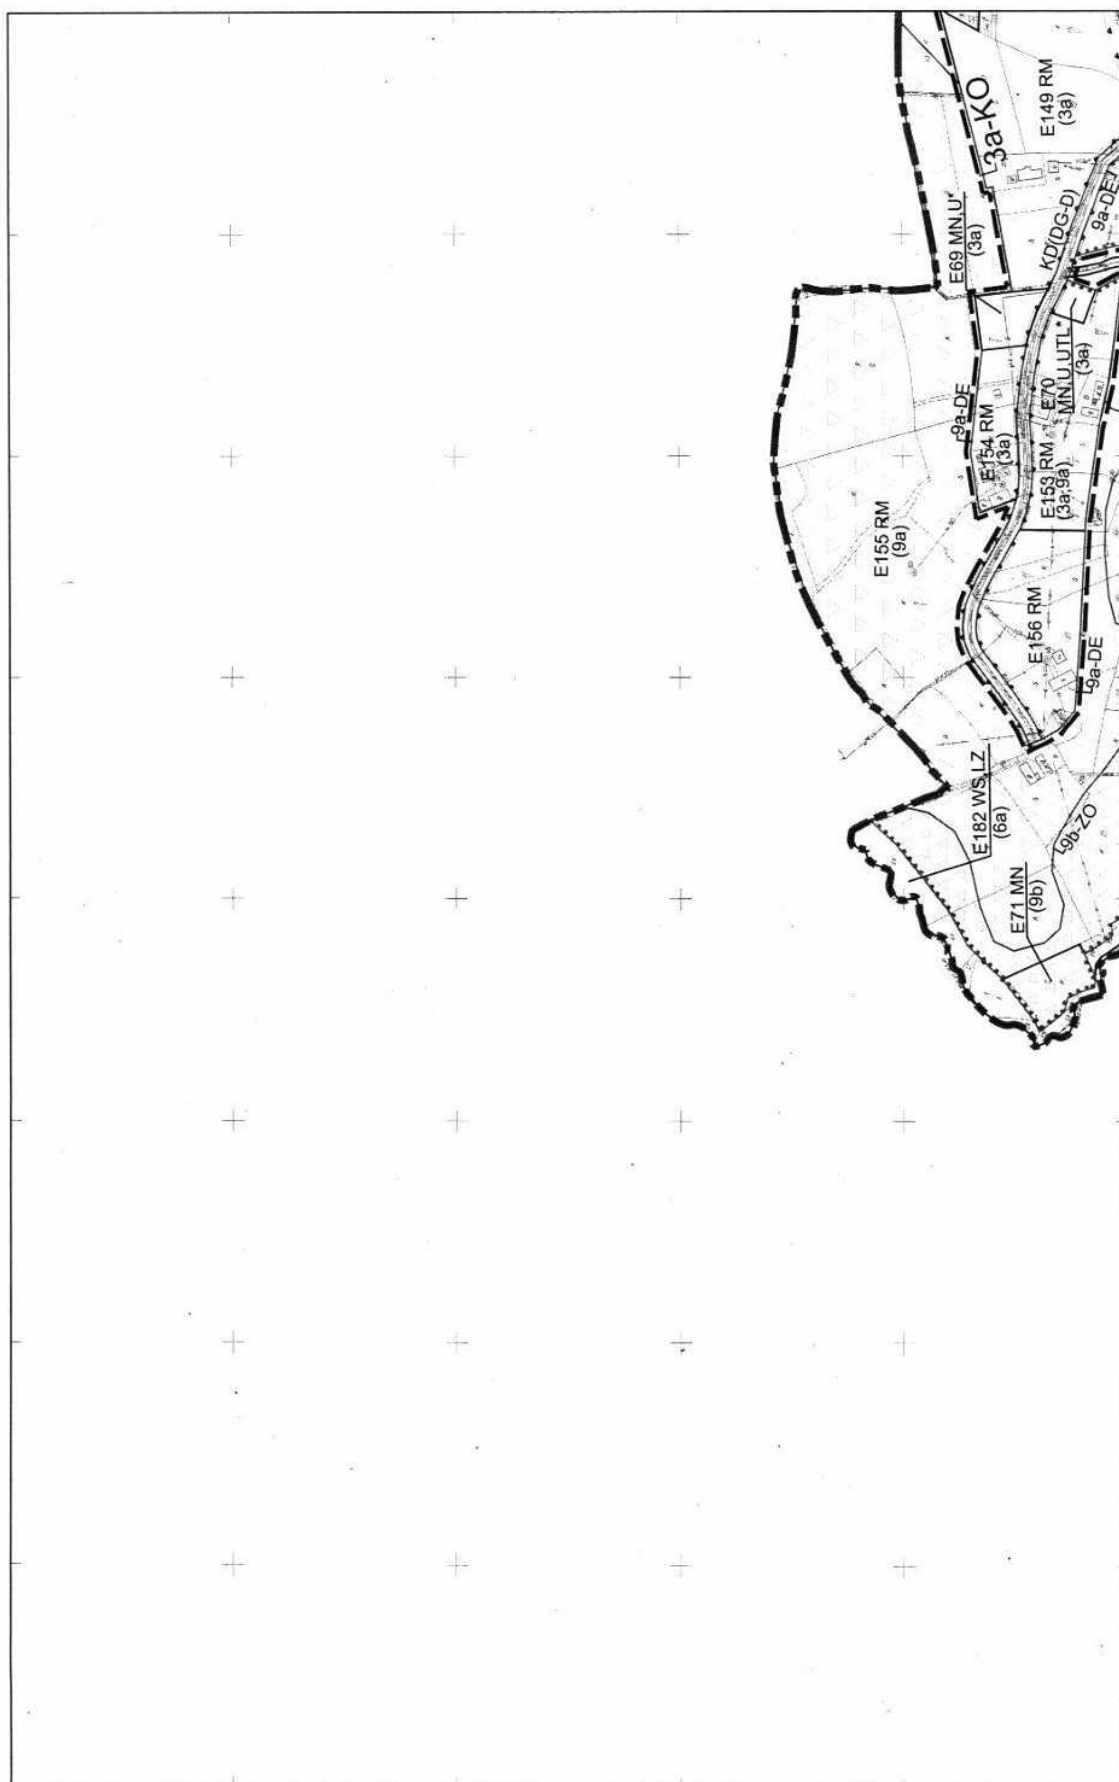 E149 RM
(3a)
3a-KO
E69 MN,U*
(3a)
KD(DG-D)
9a-DE
9a-DE
E154 RM
(3a)
E70
MN,U,UTL*
(3a)
E153 RM
(3a,9a)
E155 RM
(9a)
E156 RM
9a-DE
E182 WS,LZ
(6a)
9b-ZO
E71 MN
(9b)